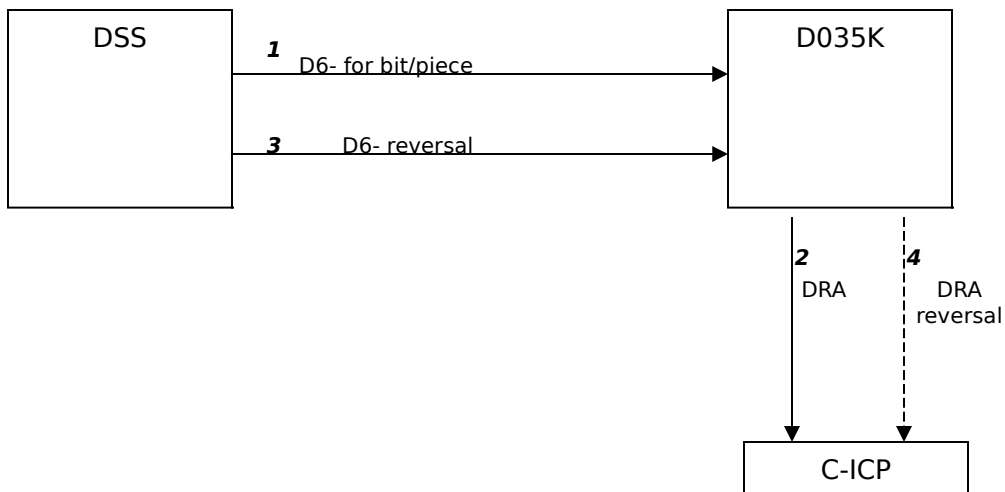 DSS
D035K
1
D6- for bit/piece
3
D6- reversal
2
4
DRA
DRA
reversal
C-ICP